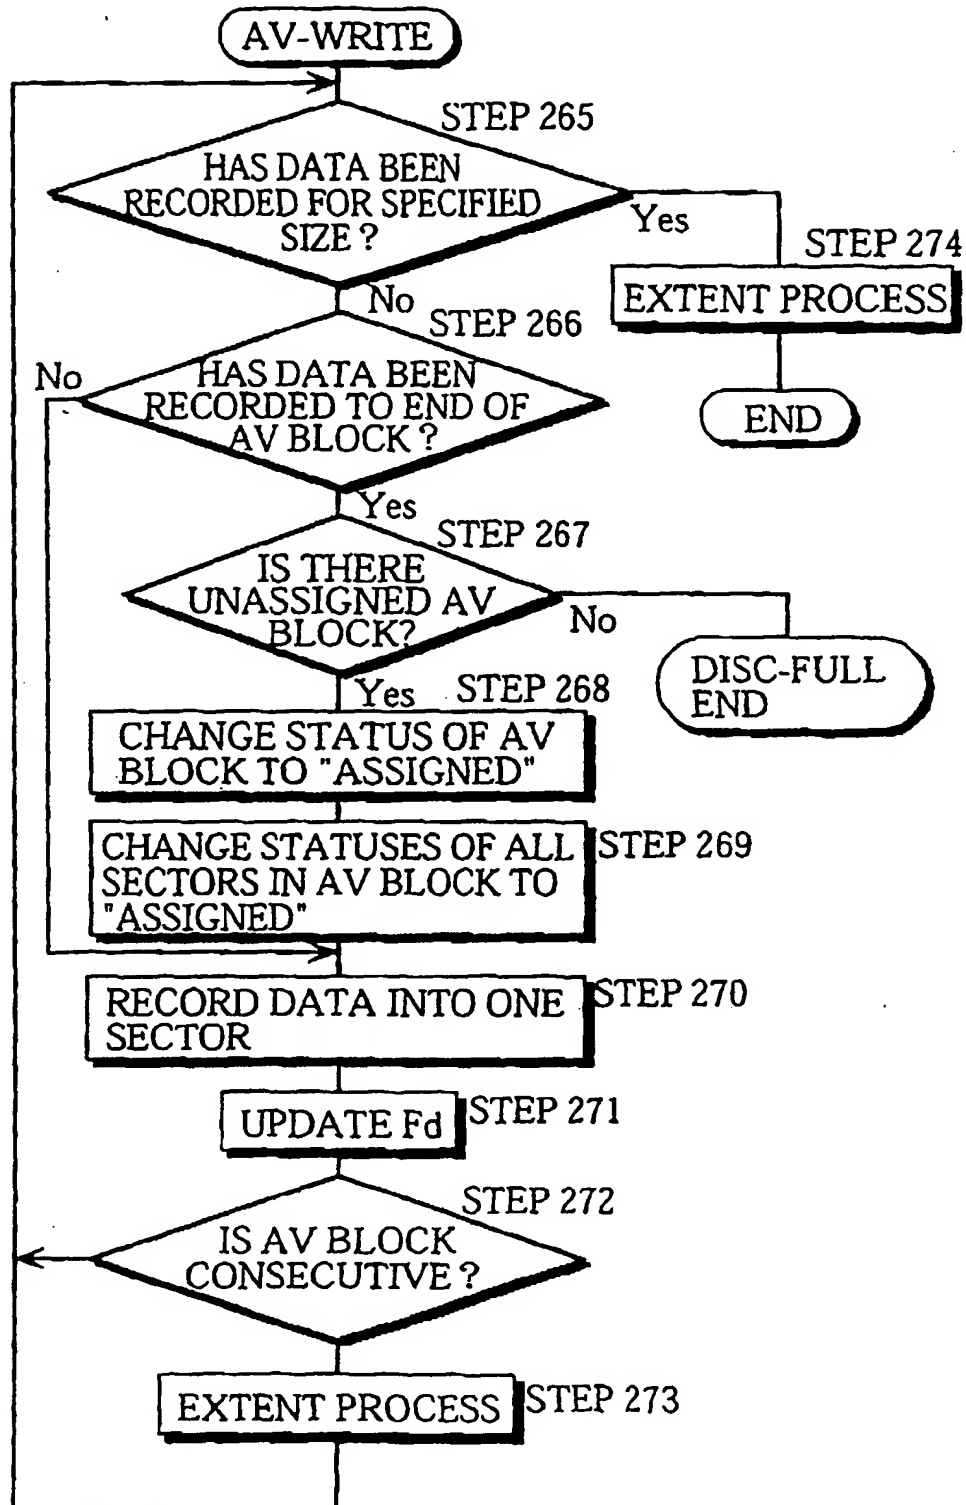 AV-WRITE
STEP 265
HAS DATA BEEN
RECORDED FOR SPECIFIED
SIZE ?
Yes
STEP 274
EXTENT PROCESS
END
No
STEP 266
No
HAS DATA BEEN
RECORDED TO END OF
AV BLOCK ?
Yes
STEP 267
IS THERE
UNASSIGNED AV
BLOCK?
No
DISC-FULL
END
Yes
STEP 268
CHANGE STATUS OF AV
BLOCK TO "ASSIGNED"
CHANGE STATUSES OF ALL
SECTORS IN AV BLOCK TO
"ASSIGNED"
STEP 269
RECORD DATA INTO ONE
SECTOR
STEP 270
UPDATE Fd
STEP 271
STEP 272
IS AV BLOCK
CONSECUTIVE ?
EXTENT PROCESS
STEP 273